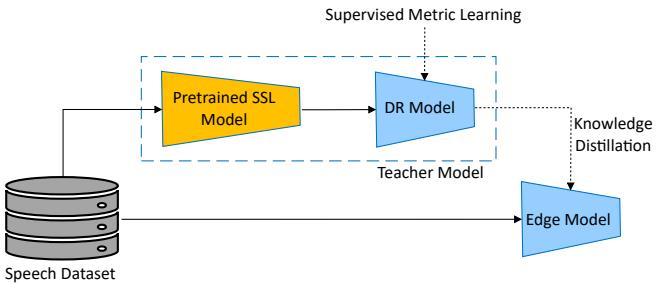 Supervised Metric Learning
Pretrained SSL
Model
DR Model
Knowledge
Distillation
Teacher Model
Edge Model
Speech Dataset